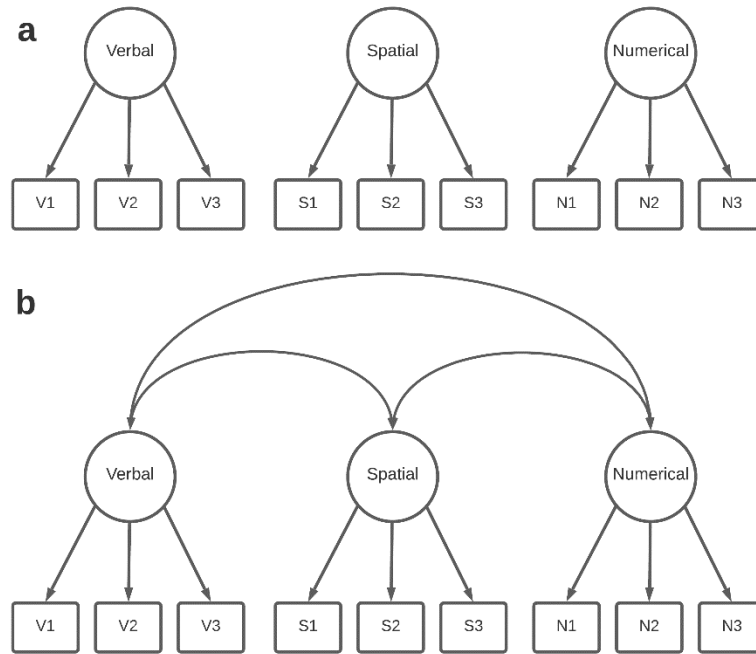 a
Verbal Spatial Numerical
V1 V2 V3 S1 S2 S3 N1 N2 N3
b
Verbal Spatial Numerical
V1 V2 V3 S1 S2 S3 N1 N2 N3